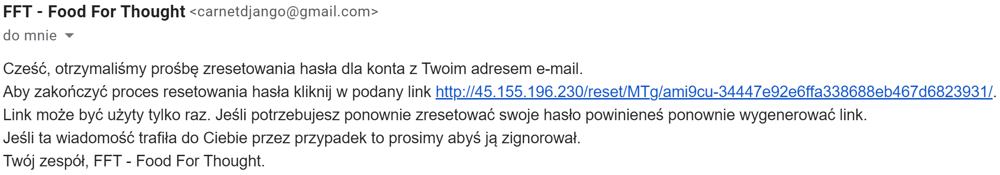 FFT - Food For Thought <carnetdjango@gmail.com>
do mnie
Cześć, otrzymaliśmy prośbę zresetowania hasła dla konta z Twoim adresem e-mail.
Aby zakończyć proces resetowania hasła kliknij w podany link http://45.155.196.230/reset/MTg/ami9cu-34447e92e6ffa338688eb467d6823931/.
Link może być użyty tylko raz. Jeśli potrzebujesz ponownie zresetować swoje hasło powinieneś ponownie wygenerować link.
Jeśli ta wiadomość trafiła do Ciebie przez przypadek to prosimy abyś ją zignorował.
Twój zespół, FFT - Food For Thought.